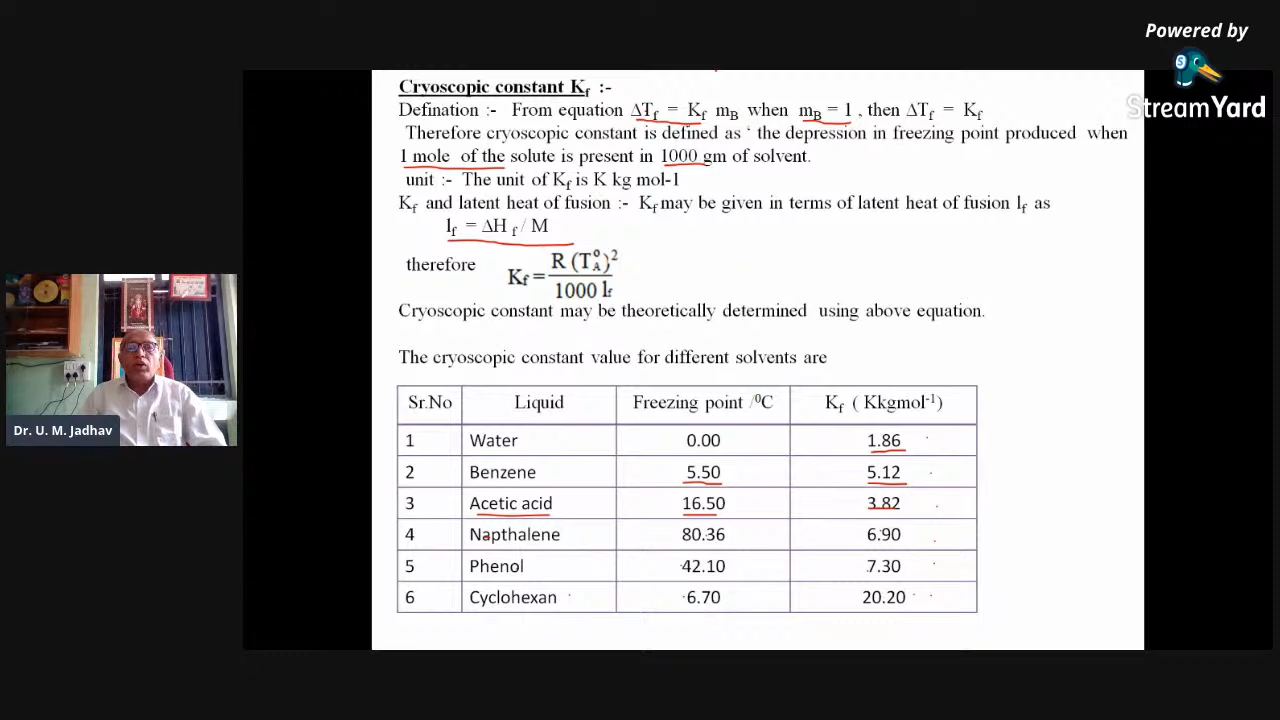 Powered by
StreamYard
Cryoscopic constant Kf :-
Defination :- From equation ΔTf = Kf mB when mB = 1 , then ΔTf = Kf
Therefore cryoscopic constant is defined as ‘ the depression in freezing point produced when
1 mole of the solute is present in 1000 gm of solvent.
unit :- The unit of Kf is K kg mol-1
Kf and latent heat of fusion :- Kf may be given in terms of latent heat of fusion lf as
lf = ΔH f / M
therefore Kf = R (T°A)² / 1000 lf
Cryoscopic constant may be theoretically determined using above equation.
The cryoscopic constant value for different solvents are
Sr.No Liquid Freezing point /⁰C Kf ( Kkgmol-1)
1 Water 0.00 1.86
2 Benzene 5.50 5.12
3 Acetic acid 16.50 3.82
4 Napthalene 80.36 6.90
5 Phenol 42.10 7.30
6 Cyclohexan 6.70 20.20
Dr. U. M. Jadhav